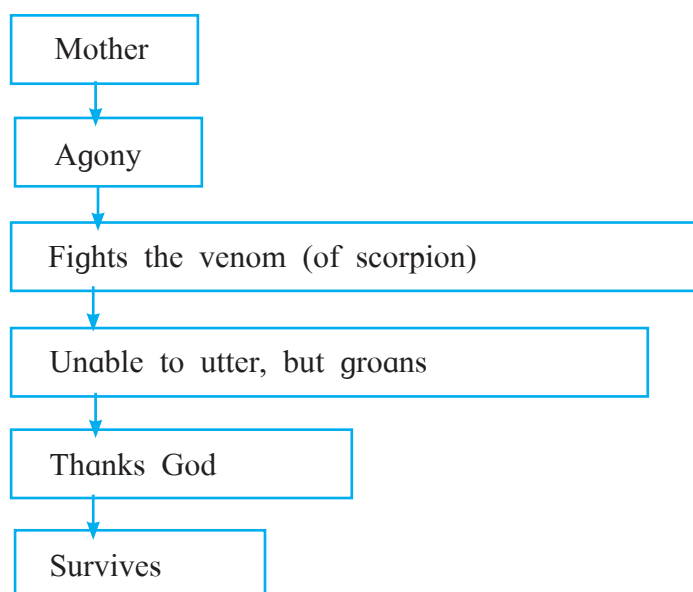 Mother
Agony
Fights the venom (of scorpion)
Unable to utter, but groans
Thanks God
Survives